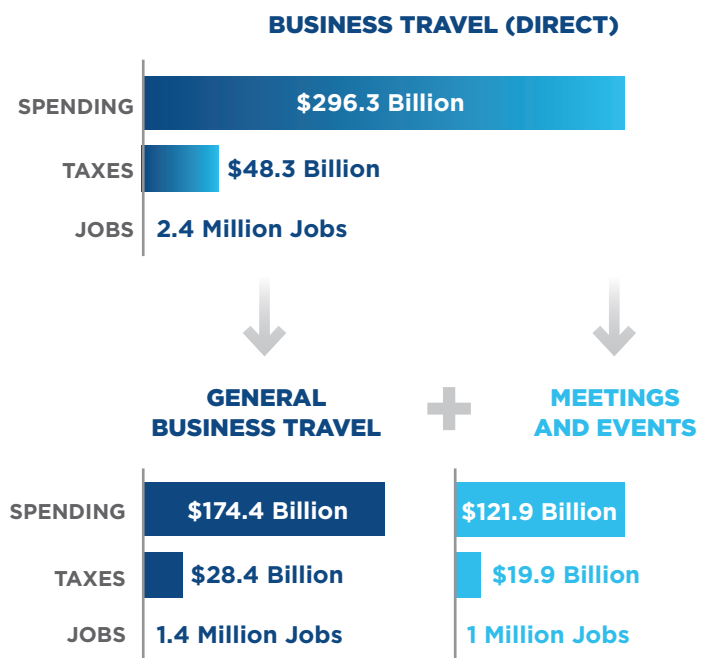 BUSINESS TRAVEL (DIRECT)
SPENDING $296.3 Billion
TAXES $48.3 Billion
JOBS 2.4 Million Jobs
GENERAL
BUSINESS TRAVEL
+
MEETINGS
AND EVENTS
SPENDING $174.4 Billion $121.9 Billion
TAXES $28.4 Billion $19.9 Billion
JOBS 1.4 Million Jobs 1 Million Jobs